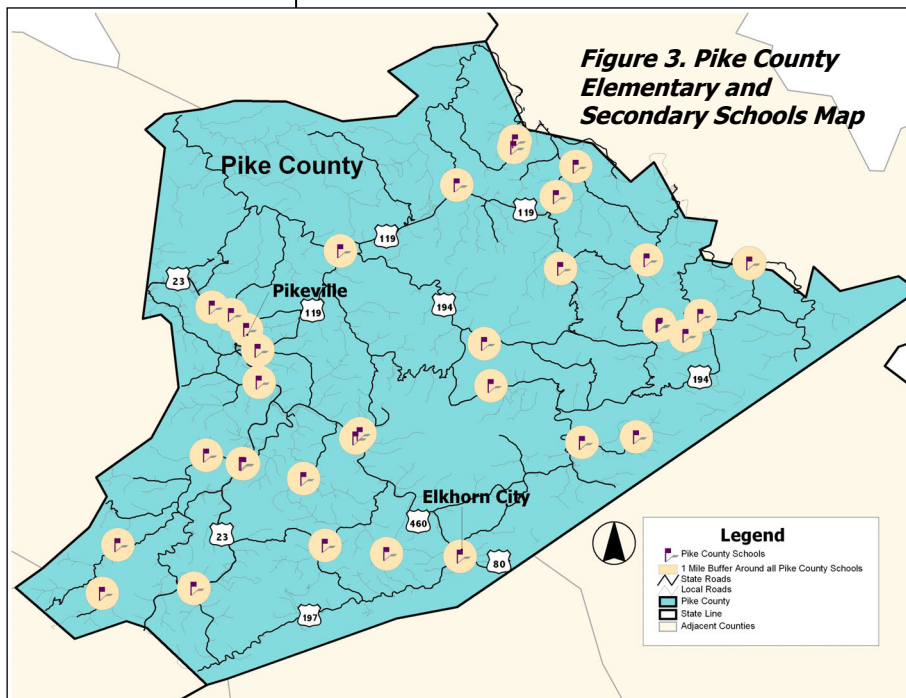 Figure 3. Pike County
Elementary and
Secondary Schools Map
Pike County
119
119
23
Pikeville
119
194
194
Elkhorn City
460
23
80
197
Legend
Pike County Schools
1 Mile Buffer Around all Pike County Schools
State Roads
Local Roads
Pike County
State Line
Adjacent Counties